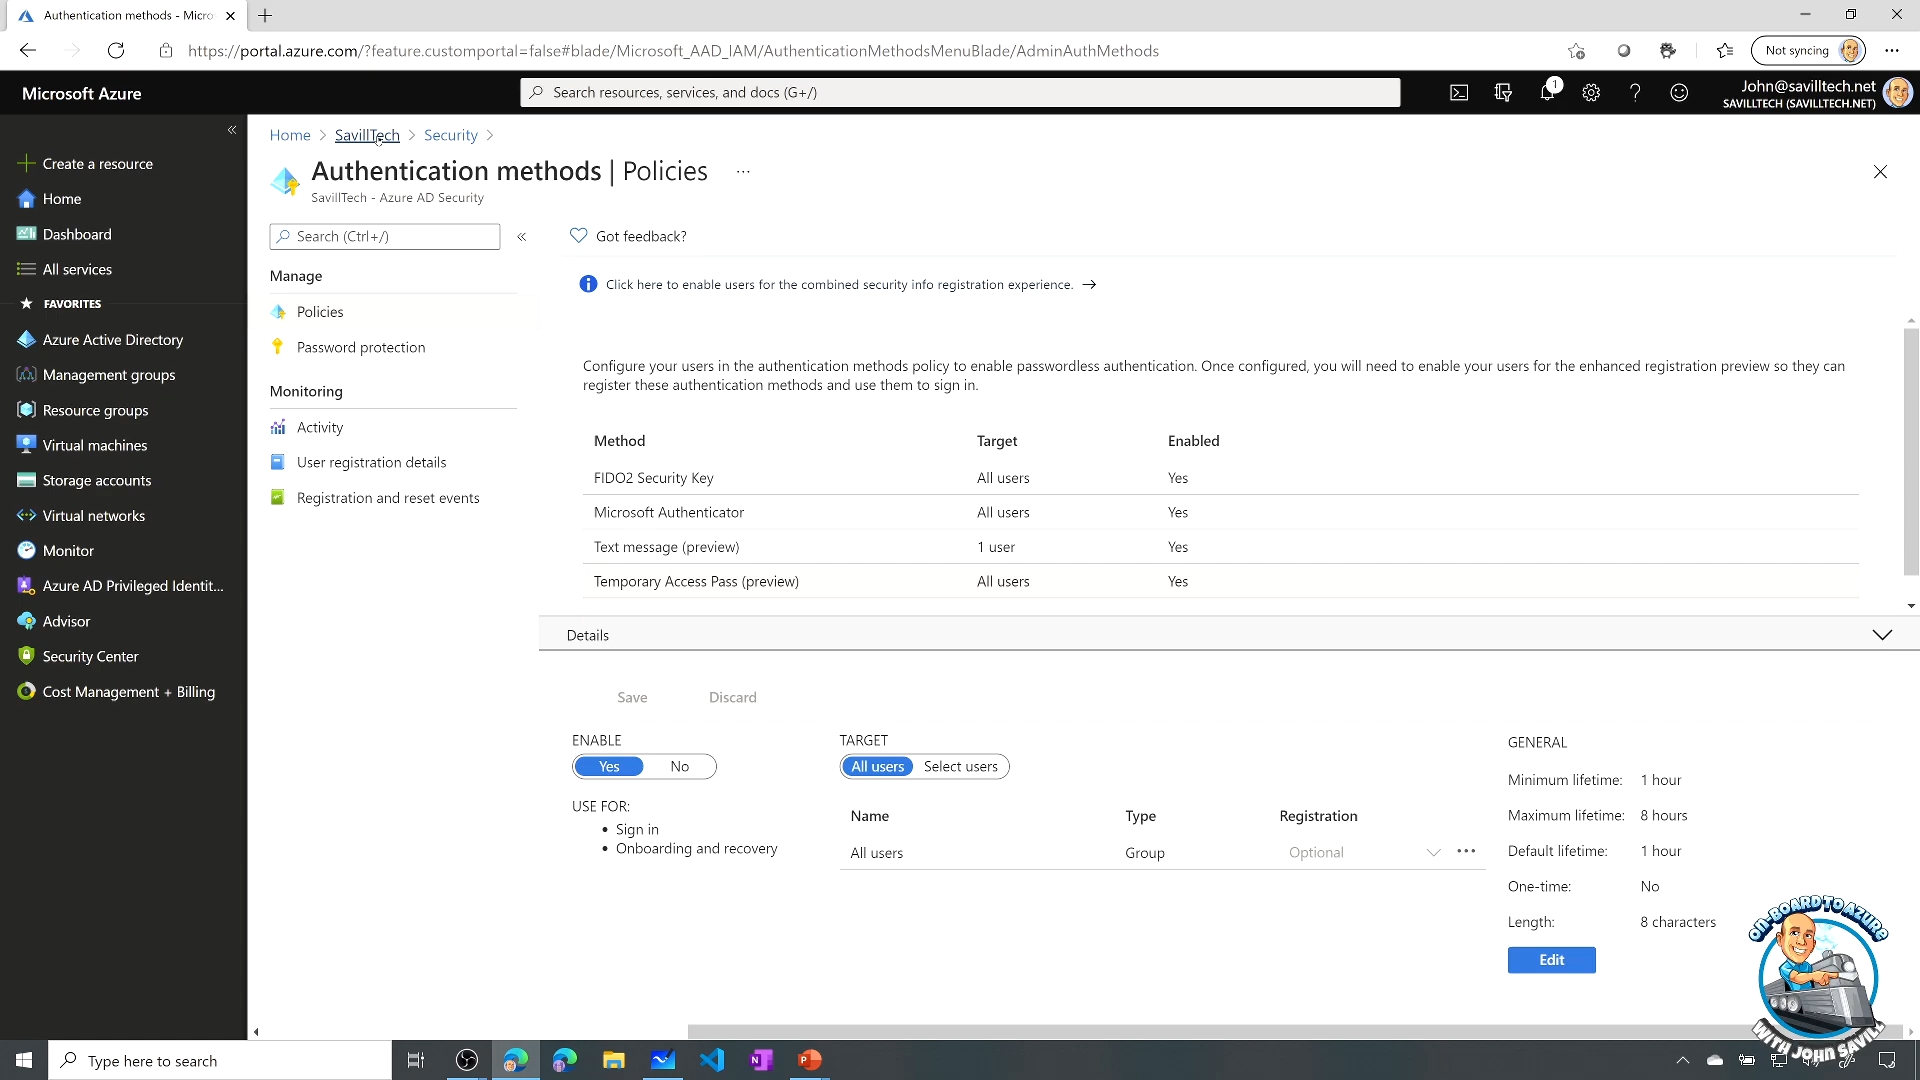 Authentication methods - Micro
https://portal.azure.com/?feature.customportal=false#blade/Microsoft_AAD_IAM/AuthenticationMethodsMenuBlade/AdminAuthMethods
Not syncing
Microsoft Azure
Search resources, services, and docs (G+/)
1
John@savilltech.net
SAVILLTECH (SAVILLTECH.NET)
Create a resource
Home
Dashboard
All services
FAVORITES
Azure Active Directory
Management groups
Resource groups
Virtual machines
Storage accounts
Virtual networks
Monitor
Azure AD Privileged Identit...
Advisor
Security Center
Cost Management + Billing
Home > SavillTech > Security >
Authentication methods | Policies ...
SavillTech - Azure AD Security
Search (Ctrl+/)
Manage
Policies
Password protection
Monitoring
Activity
User registration details
Registration and reset events
Got feedback?
Click here to enable users for the combined security info registration experience. →
Configure your users in the authentication methods policy to enable passwordless authentication. Once configured, you will need to enable your users for the enhanced registration preview so they can
register these authentication methods and use them to sign in.
Method Target Enabled
FIDO2 Security Key All users Yes
Microsoft Authenticator All users Yes
Text message (preview) 1 user Yes
Temporary Access Pass (preview) All users Yes
Details
Save Discard
ENABLE
Yes No
USE FOR:
• Sign in
• Onboarding and recovery
TARGET
All users Select users
Name Type Registration
All users Group Optional
GENERAL
Minimum lifetime: 1 hour
Maximum lifetime: 8 hours
Default lifetime: 1 hour
One-time: No
Length: 8 characters
Edit
ON-BOARD TO AZURE
WITH JOHN SAVILL
Type here to search